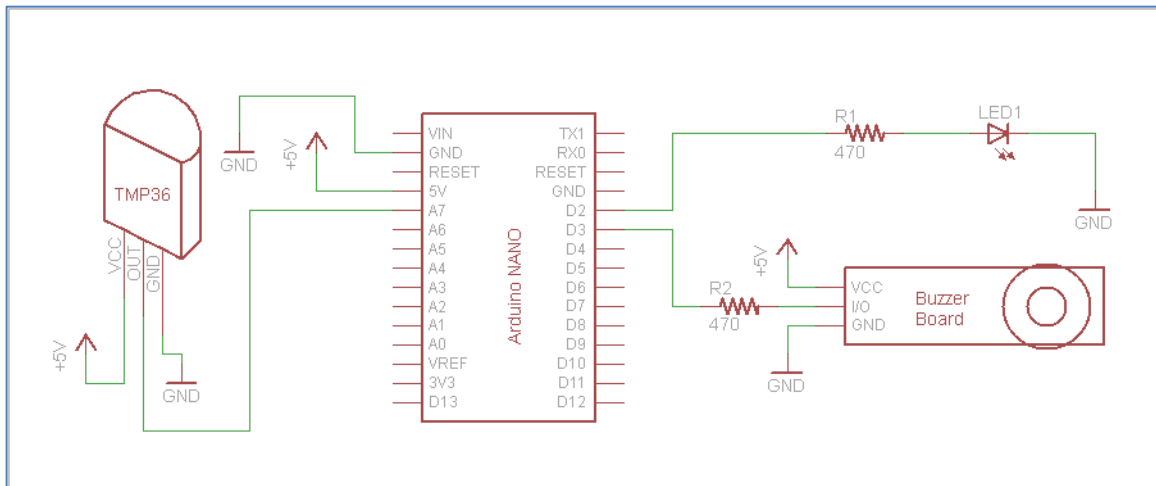 TMP36
VCC
OUT
GND
+5V
GND
GND
+5V
VIN
GND
RESET
5V
A7
A6
A5
A4
A3
A2
A1
A0
VREF
3V3
D13
Arduino NANO
TX1
RX0
RESET
GND
D2
D3
D4
D5
D6
D7
D8
D9
D10
D11
D12
R1
470
LED1
GND
R2
470
+5V
GND
VCC
I/O
GND
Buzzer
Board